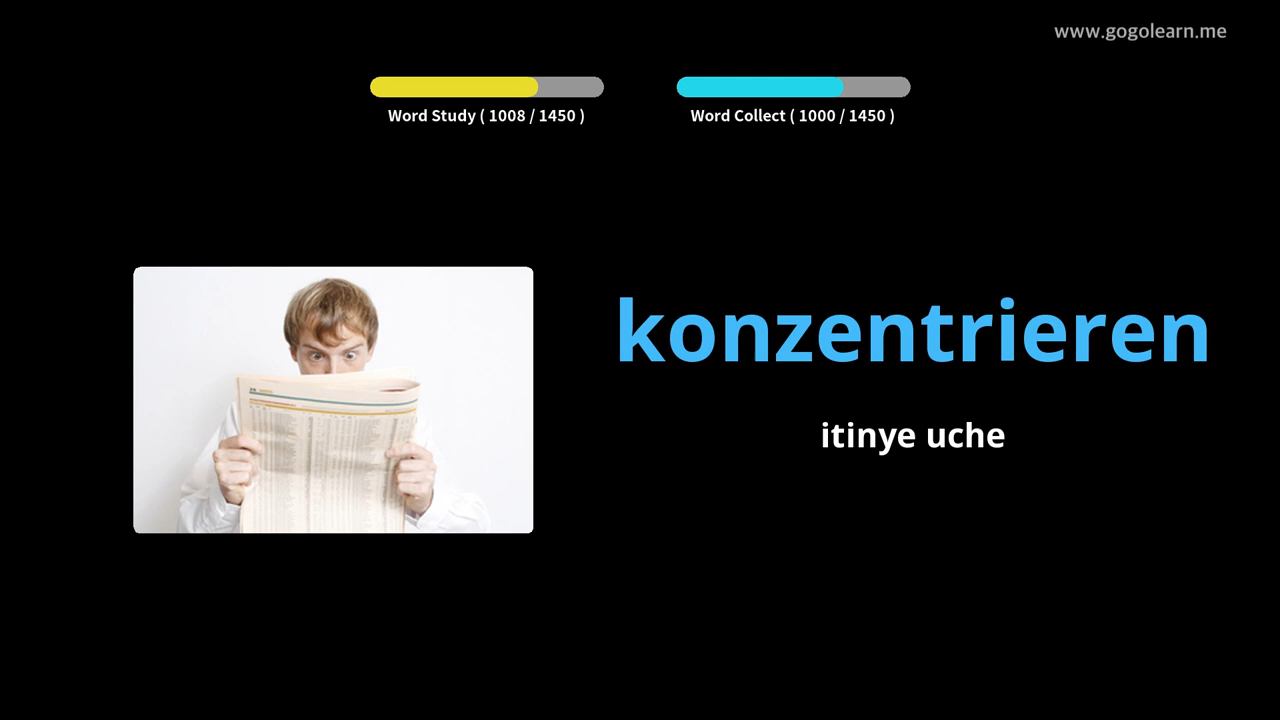 www.gogolearn.me
Word Study ( 1008 / 1450 )
Word Collect ( 1000 / 1450 )
konzentrieren
itinye uche